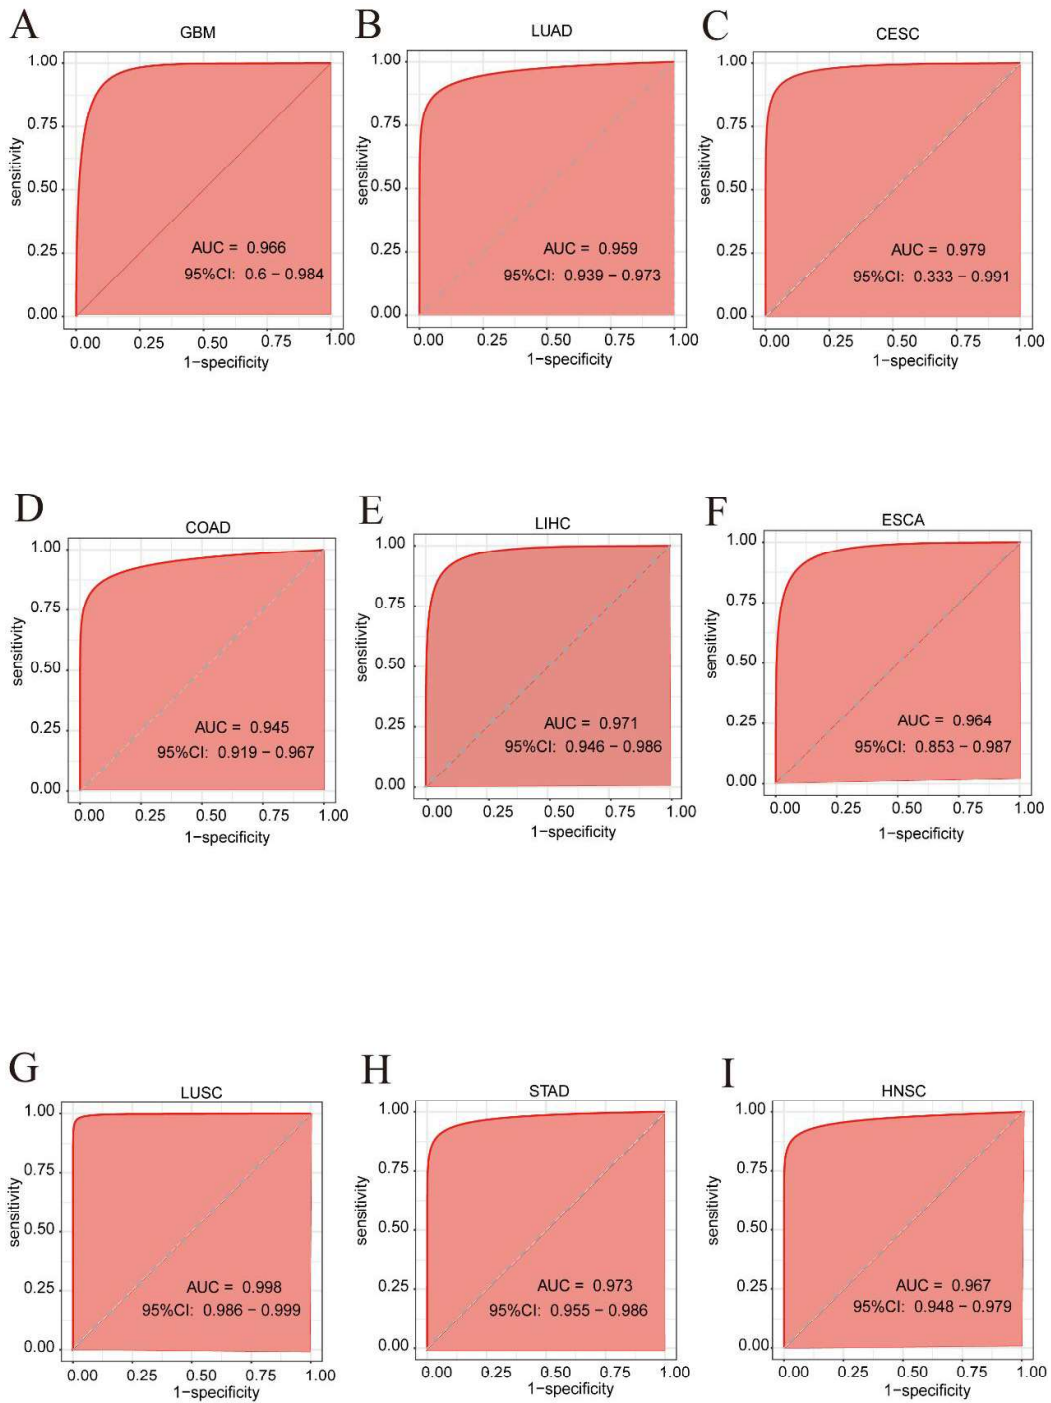 A
GBM
1.00
0.75
0.50
0.25
0.00
sensitivity
AUC = 0.966
95%CI: 0.6 – 0.984
0.00 0.25 0.50 0.75 1.00
1−specificity
B
LUAD
1.00
0.75
0.50
0.25
0.00
sensitivity
AUC = 0.959
95%CI: 0.939 – 0.973
0.00 0.25 0.50 0.75 1.00
1−specificity
C
CESC
1.00
0.75
0.50
0.25
0.00
sensitivity
AUC = 0.979
95%CI: 0.333 – 0.991
0.00 0.25 0.50 0.75 1.00
1−specificity
D
COAD
1.00
0.75
0.50
0.25
0.00
sensitivity
AUC = 0.945
95%CI: 0.919 – 0.967
0.00 0.25 0.50 0.75 1.00
1−specificity
E
LIHC
1.00
0.75
0.50
0.25
0.00
sensitivity
AUC = 0.971
95%CI: 0.946 – 0.986
0.00 0.25 0.50 0.75 1.00
1−specificity
F
ESCA
1.00
0.75
0.50
0.25
0.00
sensitivity
AUC = 0.964
95%CI: 0.853 – 0.987
0.00 0.25 0.50 0.75 1.00
1−specificity
G
LUSC
1.00
0.75
0.50
0.25
0.00
sensitivity
AUC = 0.998
95%CI: 0.986 – 0.999
0.00 0.25 0.50 0.75 1.00
1−specificity
H
STAD
1.00
0.75
0.50
0.25
0.00
sensitivity
AUC = 0.973
95%CI: 0.955 – 0.986
0.00 0.25 0.50 0.75 1.00
1−specificity
I
HNSC
1.00
0.75
0.50
0.25
0.00
sensitivity
AUC = 0.967
95%CI: 0.948 – 0.979
0.00 0.25 0.50 0.75 1.00
1−specificity